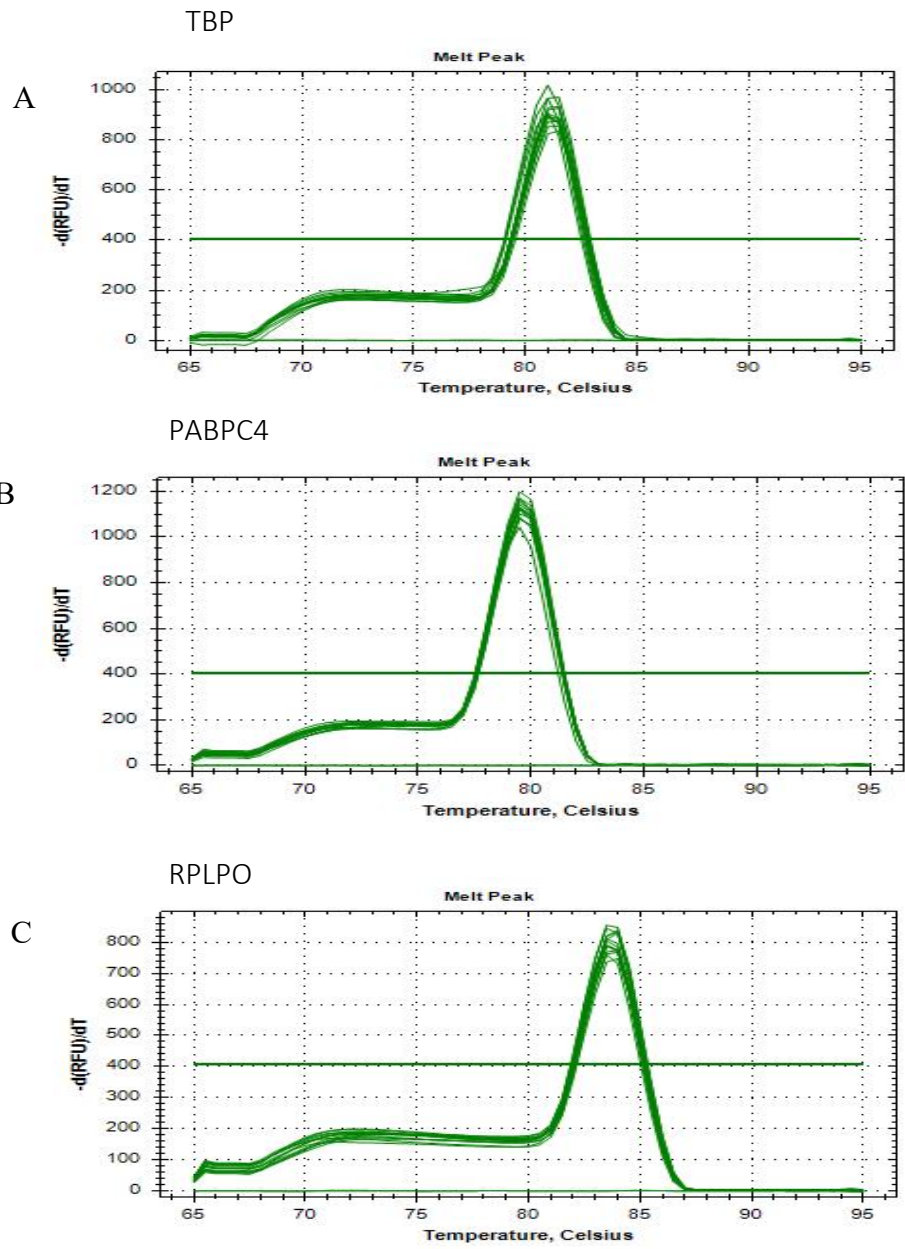 TBP
A
Melt Peak
1000
800
600
400
200
0
-d(RFU)/dT
65 70 75 80 85 90 95
Temperature, Celsius
PABPC4
B
Melt Peak
1200
1000
800
600
400
200
0
-d(RFU)/dT
65 70 75 80 85 90 95
Temperature, Celsius
RPLPO
C
Melt Peak
800
700
600
500
400
300
200
100
0
-d(RFU)/dT
65 70 75 80 85 90 95
Temperature, Celsius